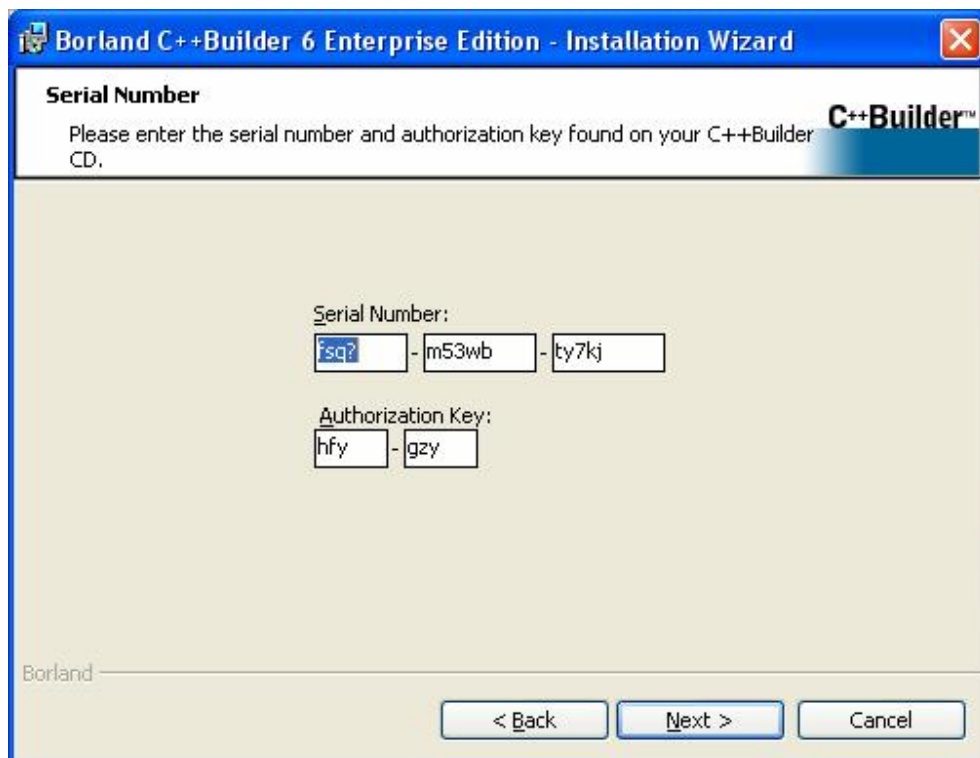 Borland C++Builder 6 Enterprise Edition - Installation Wizard
Serial Number
Please enter the serial number and authorization key found on your C++Builder
CD.
C++Builder™
Serial Number:
fsq? - m53wb - ty7kj
Authorization Key:
hfy - gzy
Borland
< Back Next > Cancel